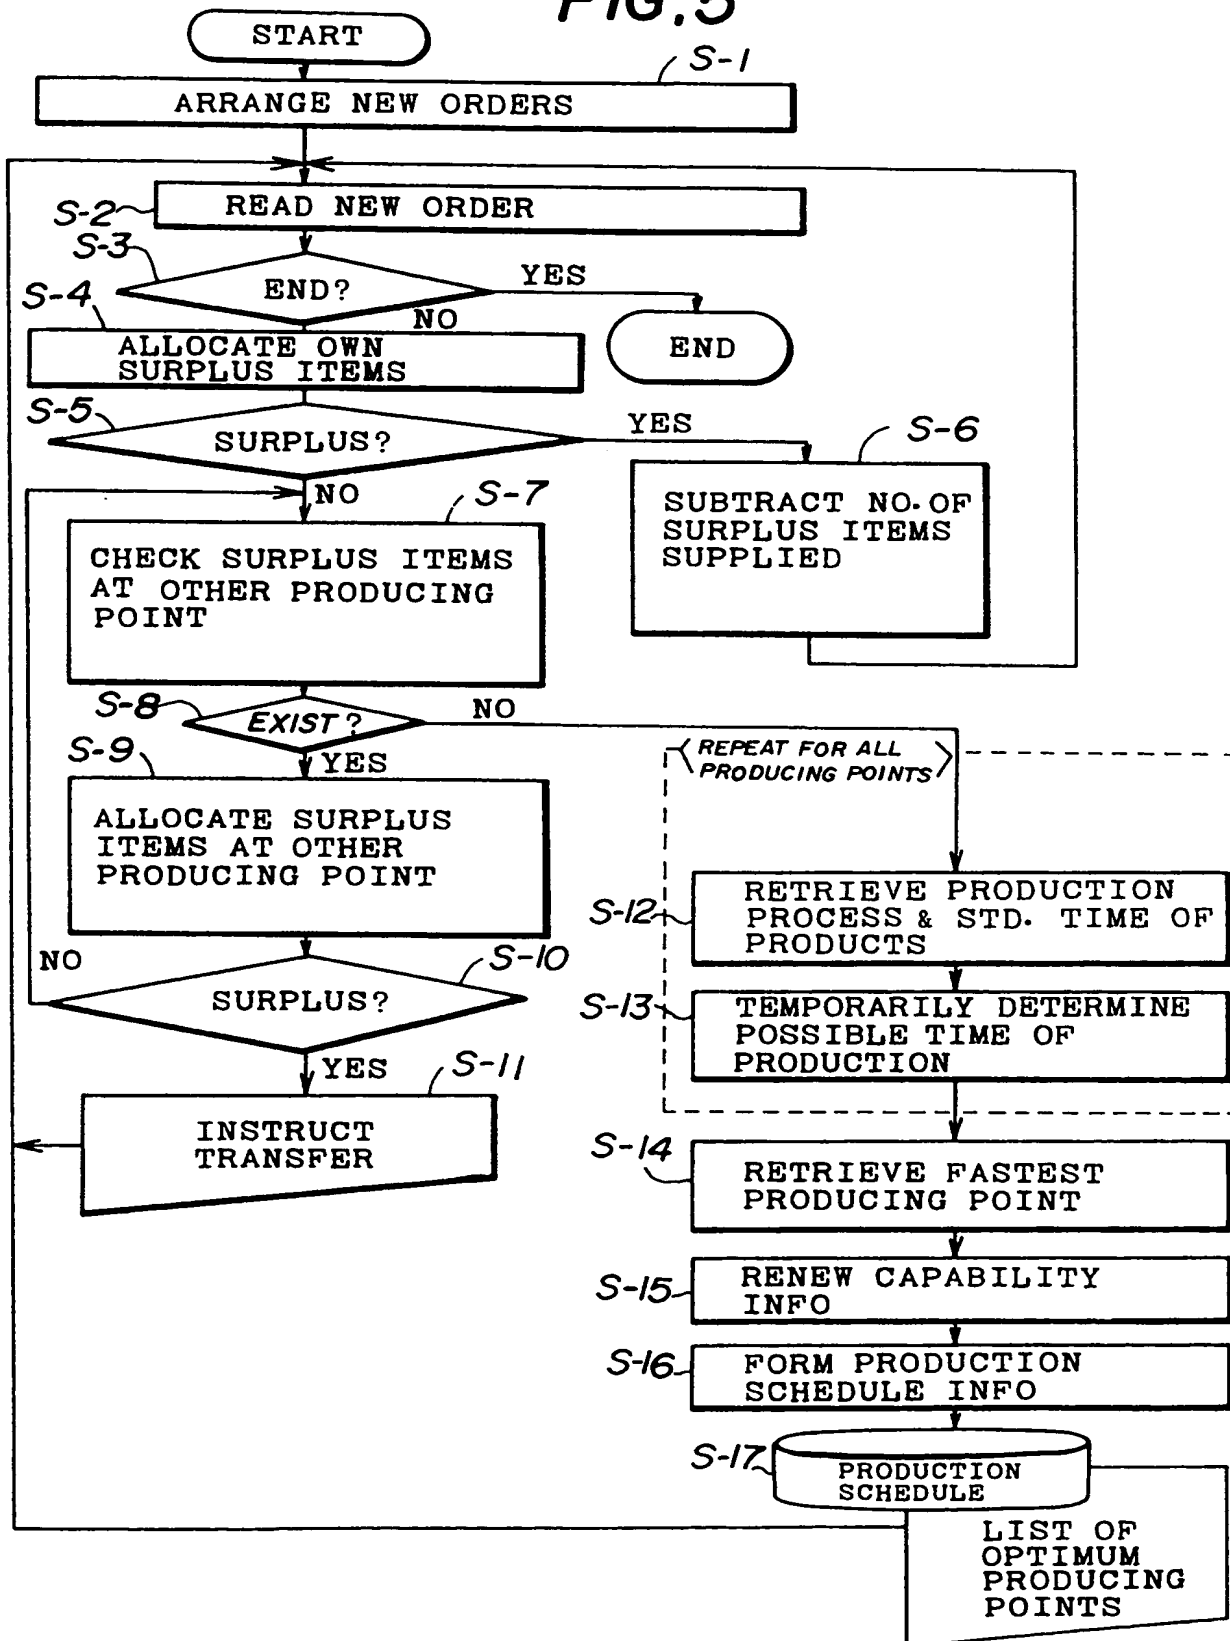 FIG.5
START
S-1
ARRANGE NEW ORDERS
S-2
READ NEW ORDER
S-3
END?
YES
NO
END
S-4
ALLOCATE OWN
SURPLUS ITEMS
S-5
SURPLUS?
YES
NO
S-6
SUBTRACT NO. OF
SURPLUS ITEMS
SUPPLIED
S-7
CHECK SURPLUS ITEMS
AT OTHER PRODUCING
POINT
S-8
EXIST?
NO
YES
S-9
ALLOCATE SURPLUS
ITEMS AT OTHER
PRODUCING POINT
NO
S-10
SURPLUS?
YES
S-11
INSTRUCT
TRANSFER
REPEAT FOR ALL
PRODUCING POINTS
S-12
RETRIEVE PRODUCTION
PROCESS & STD. TIME OF
PRODUCTS
S-13
TEMPORARILY DETERMINE
POSSIBLE TIME OF
PRODUCTION
S-14
RETRIEVE FASTEST
PRODUCING POINT
S-15
RENEW CAPABILITY
INFO
S-16
FORM PRODUCTION
SCHEDULE INFO
S-17
PRODUCTION
SCHEDULE
LIST OF
OPTIMUM
PRODUCING
POINTS